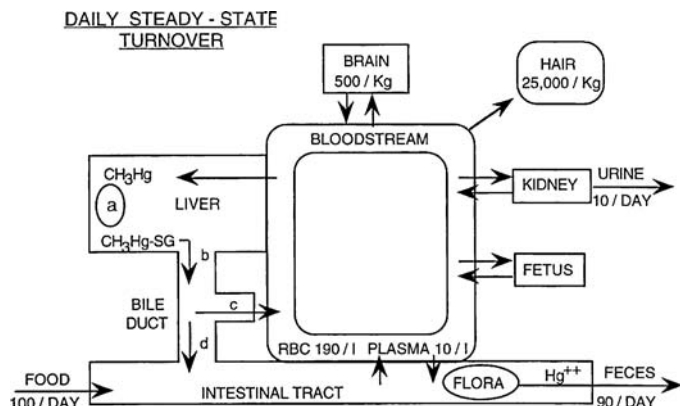 DAILY STEADY - STATE
TURNOVER
BRAIN
500 / Kg
HAIR
25,000 / Kg
BLOODSTREAM
CH₃Hg
a
LIVER
CH₃Hg-SG
b
KIDNEY
URINE
10 / DAY
FETUS
BILE
DUCT
c
d
RBC 190 / l PLASMA 10 / l
FOOD
100 / DAY
INTESTINAL TRACT
FLORA
Hg⁺⁺
FECES
90 / DAY